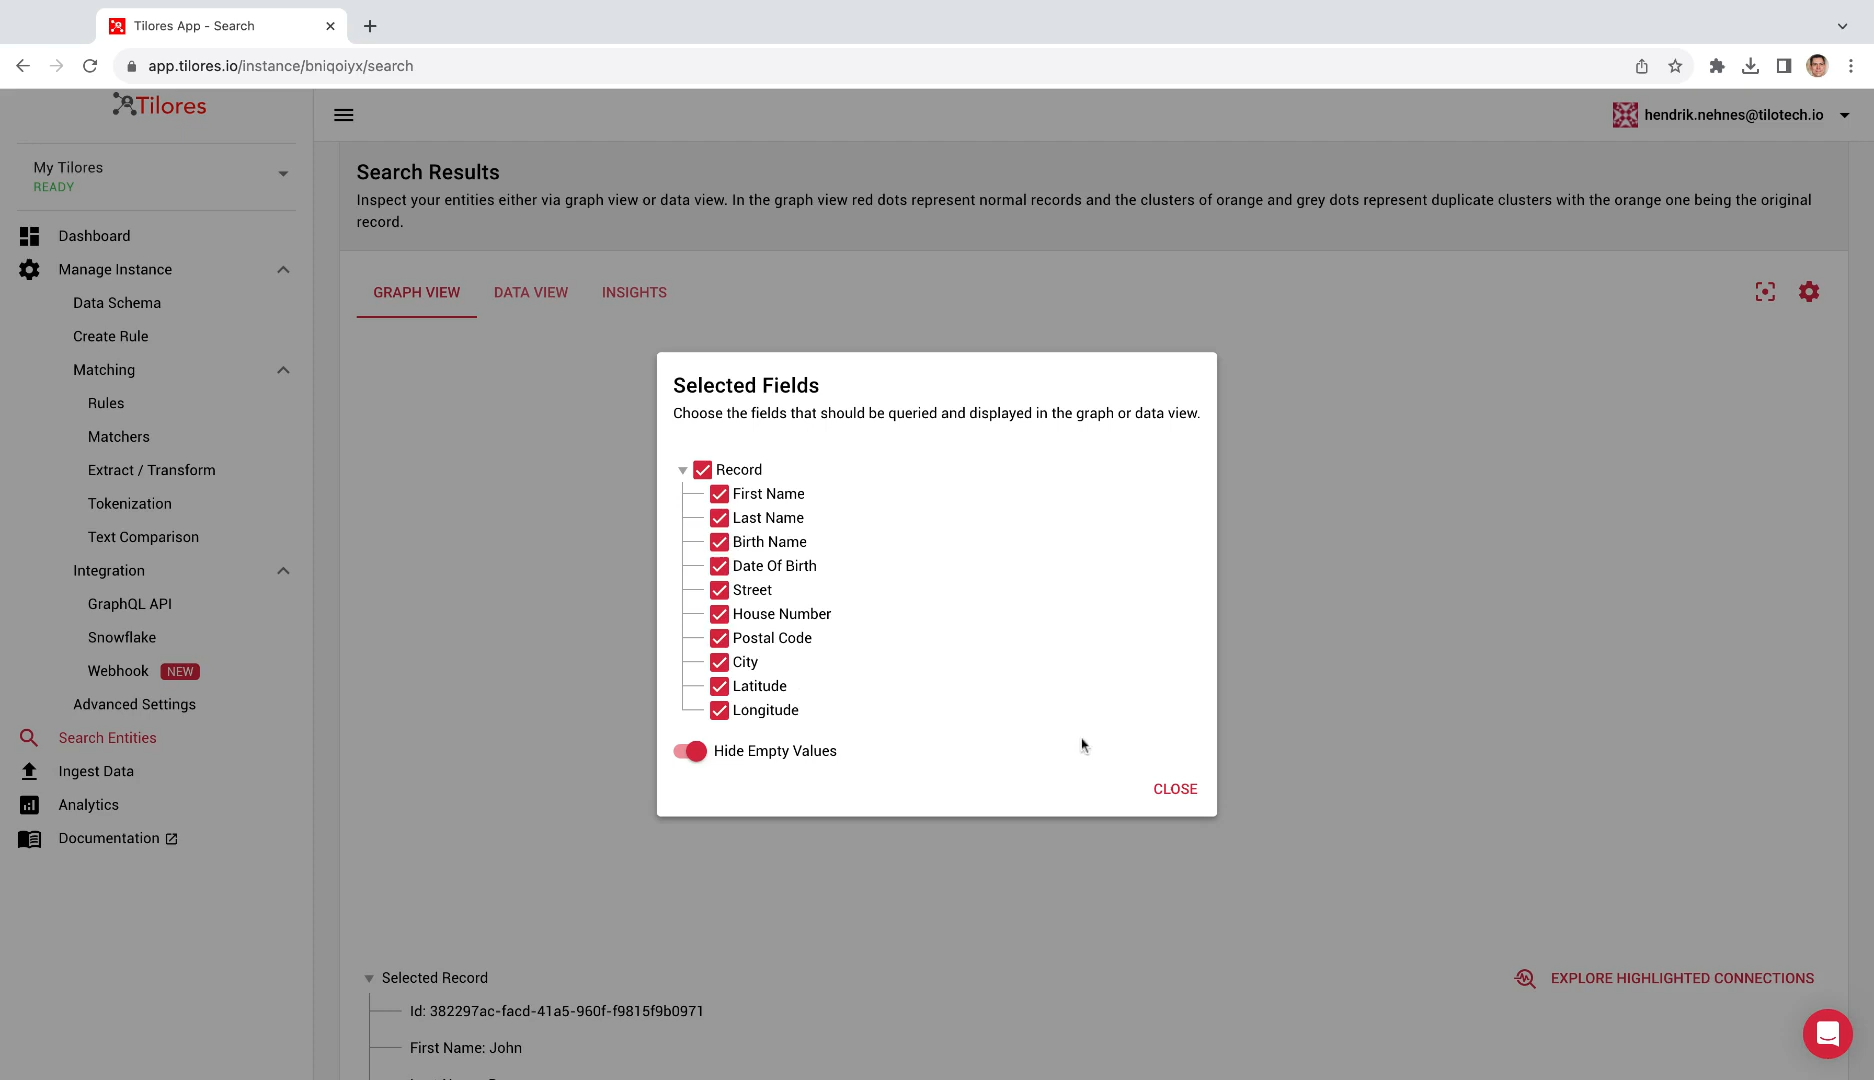 Tilores App - Search
app.tilores.io/instance/bniqoiyx/search
Tilores
hendrik.nehnes@tilotech.io
My Tilores
READY
Dashboard
Manage Instance
Data Schema
Create Rule
Matching
Rules
Matchers
Extract / Transform
Tokenization
Text Comparison
Integration
GraphQL API
Snowflake
Webhook NEW
Advanced Settings
Search Entities
Ingest Data
Analytics
Documentation
Search Results
Inspect your entities either via graph view or data view. In the graph view red dots represent normal records and the clusters of orange and grey dots represent duplicate clusters with the orange one being the original
record.
GRAPH VIEW DATA VIEW INSIGHTS
Selected Fields
Choose the fields that should be queried and displayed in the graph or data view.
Record
First Name
Last Name
Birth Name
Date Of Birth
Street
House Number
Postal Code
City
Latitude
Longitude
Hide Empty Values
CLOSE
Selected Record
EXPLORE HIGHLIGHTED CONNECTIONS
Id: 382297ac-facd-41a5-960f-f9815f9b0971
First Name: John